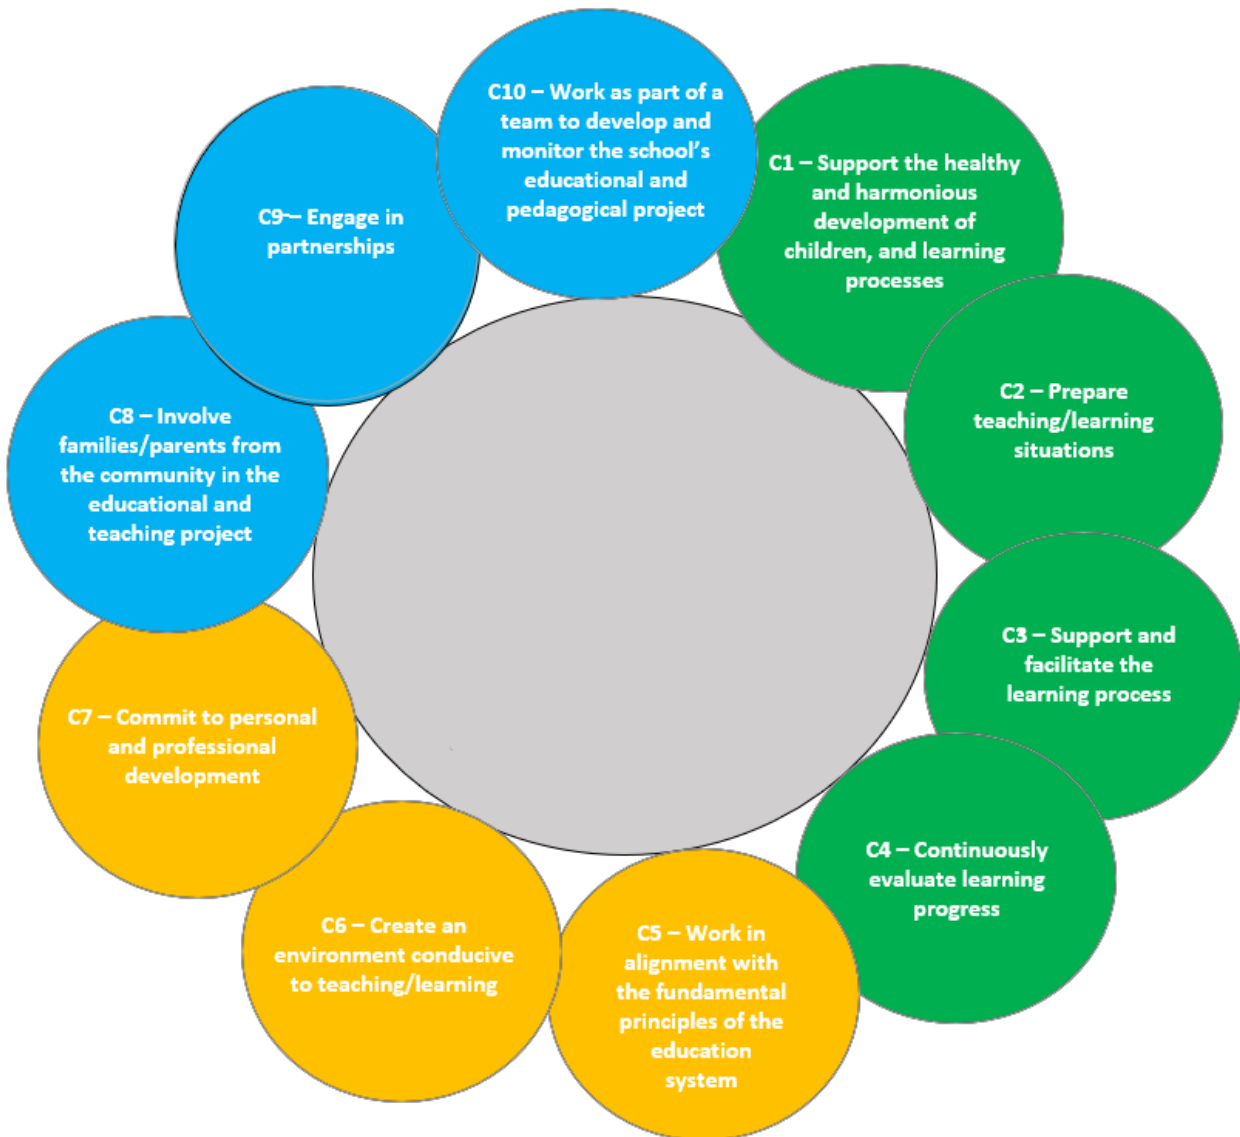 C10 – Work as part of a
team to develop and
monitor the school’s
educational and
pedagogical project
C1 – Support the healthy
and harmonious
development of
children, and learning
processes
C2 – Prepare
teaching/learning
situations
C3 – Support and
facilitate the
learning process
C4 – Continuously
evaluate learning
progress
C5 – Work in
alignment with
the fundamental
principles of the
education
system
C6 – Create an
environment conducive
to teaching/learning
C7 – Commit to personal
and professional
development
C8 – Involve
families/parents from
the community in the
educational and
teaching project
C9 – Engage in
partnerships